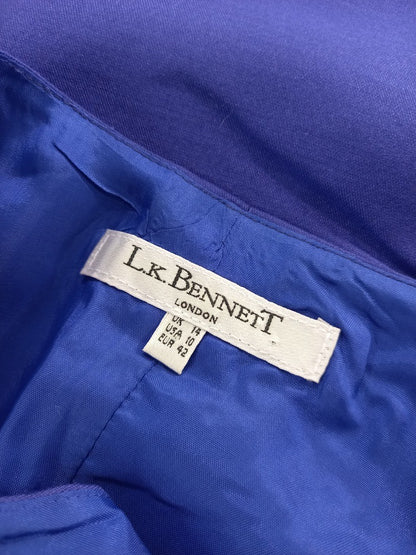 L.K. BENNETT
LONDON
UK 14
USA 10
EUR 42